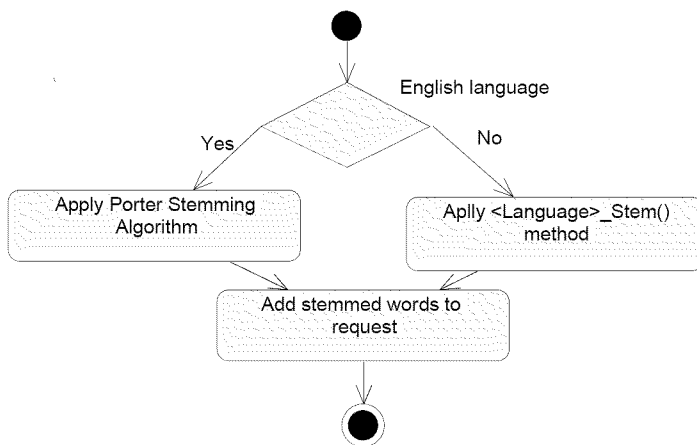 English language
Yes
No
Apply Porter Stemming
Algorithm
Aplly <Language>_Stem()
method
Add stemmed words to
request